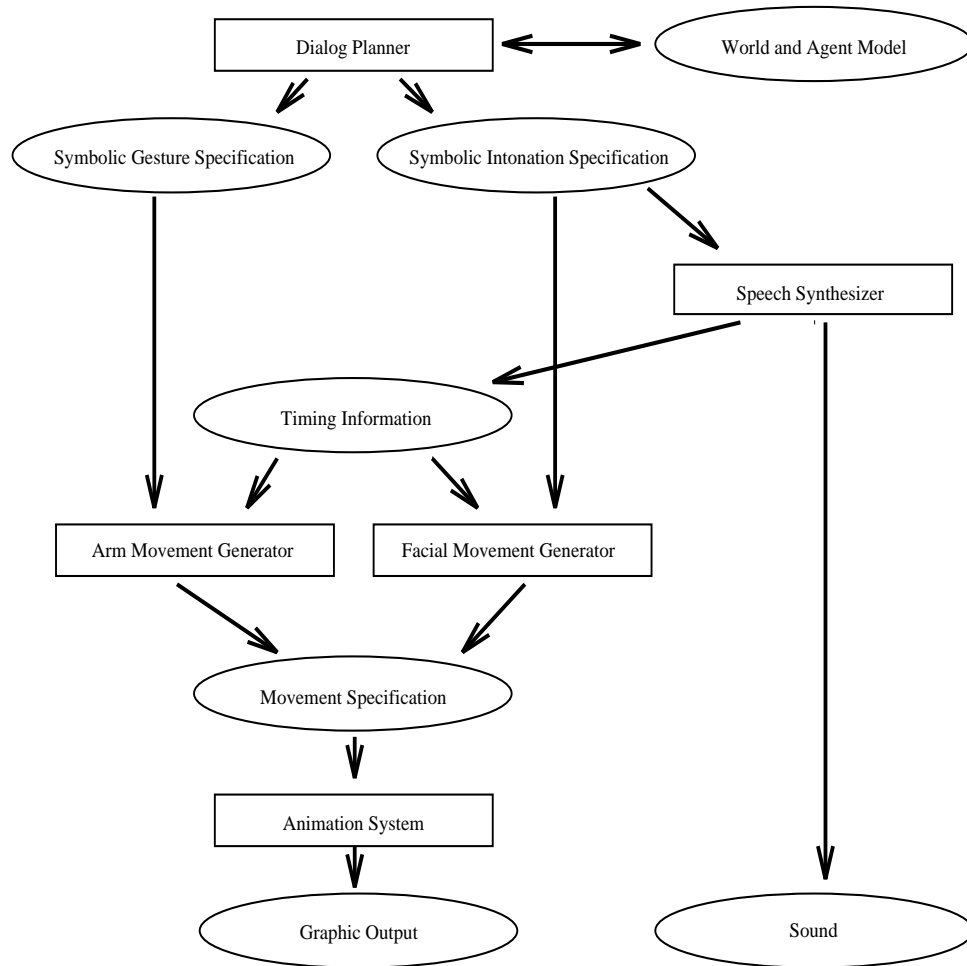 Dialog Planner
World and Agent Model
Symbolic Gesture Specification
Symbolic Intonation Specification
Speech Synthesizer
Timing Information
Arm Movement Generator
Facial Movement Generator
Movement Specification
Animation System
Graphic Output
Sound